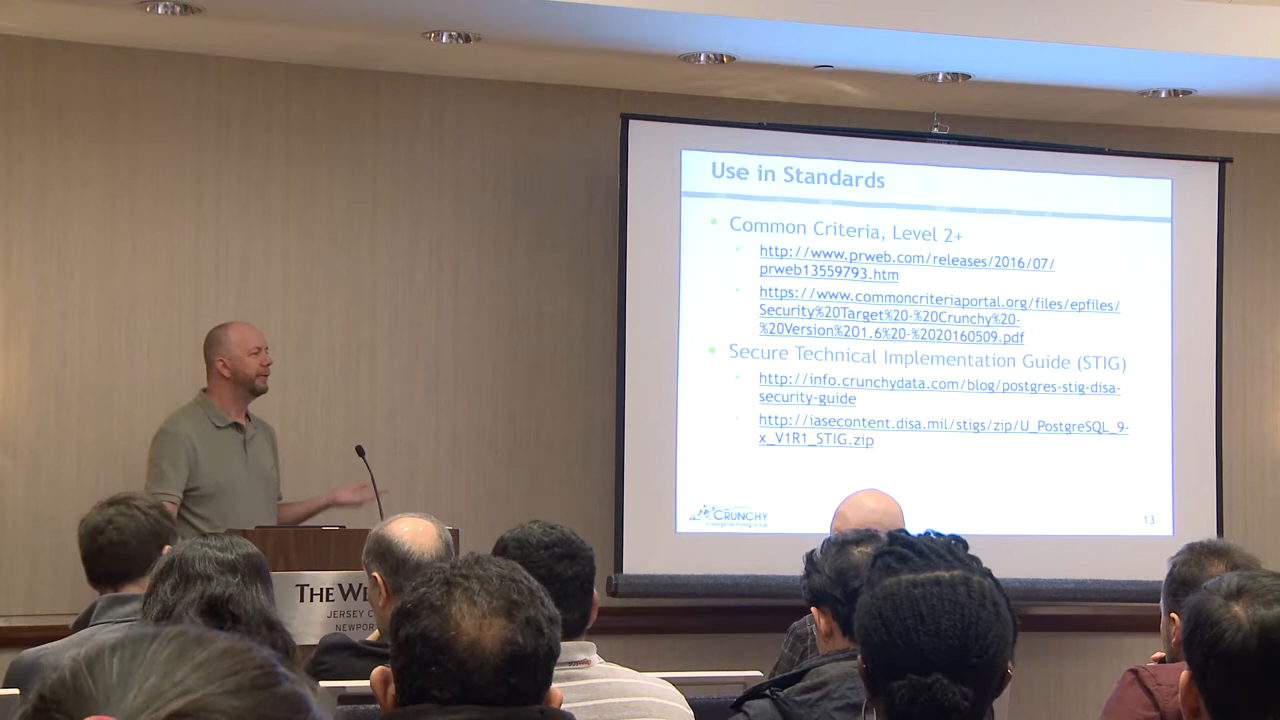 Use in Standards
Common Criteria, Level 2+
http://www.prweb.com/releases/2016/07/
prweb13559793.htm
https://www.commoncriteriaportal.org/files/epfiles/
Security%20Target%20-%20Crunchy%20-
%20Version%201.6%20-%2020160509.pdf
Secure Technical Implementation Guide (STIG)
http://info.crunchydata.com/blog/postgres-stig-disa-
security-guide
http://iasecontent.disa.mil/stigs/zip/U_PostgreSQL_9-
x_V1R1_STIG.zip
CRUNCHY
13
THE WE
JERSEY C
NEWPOR